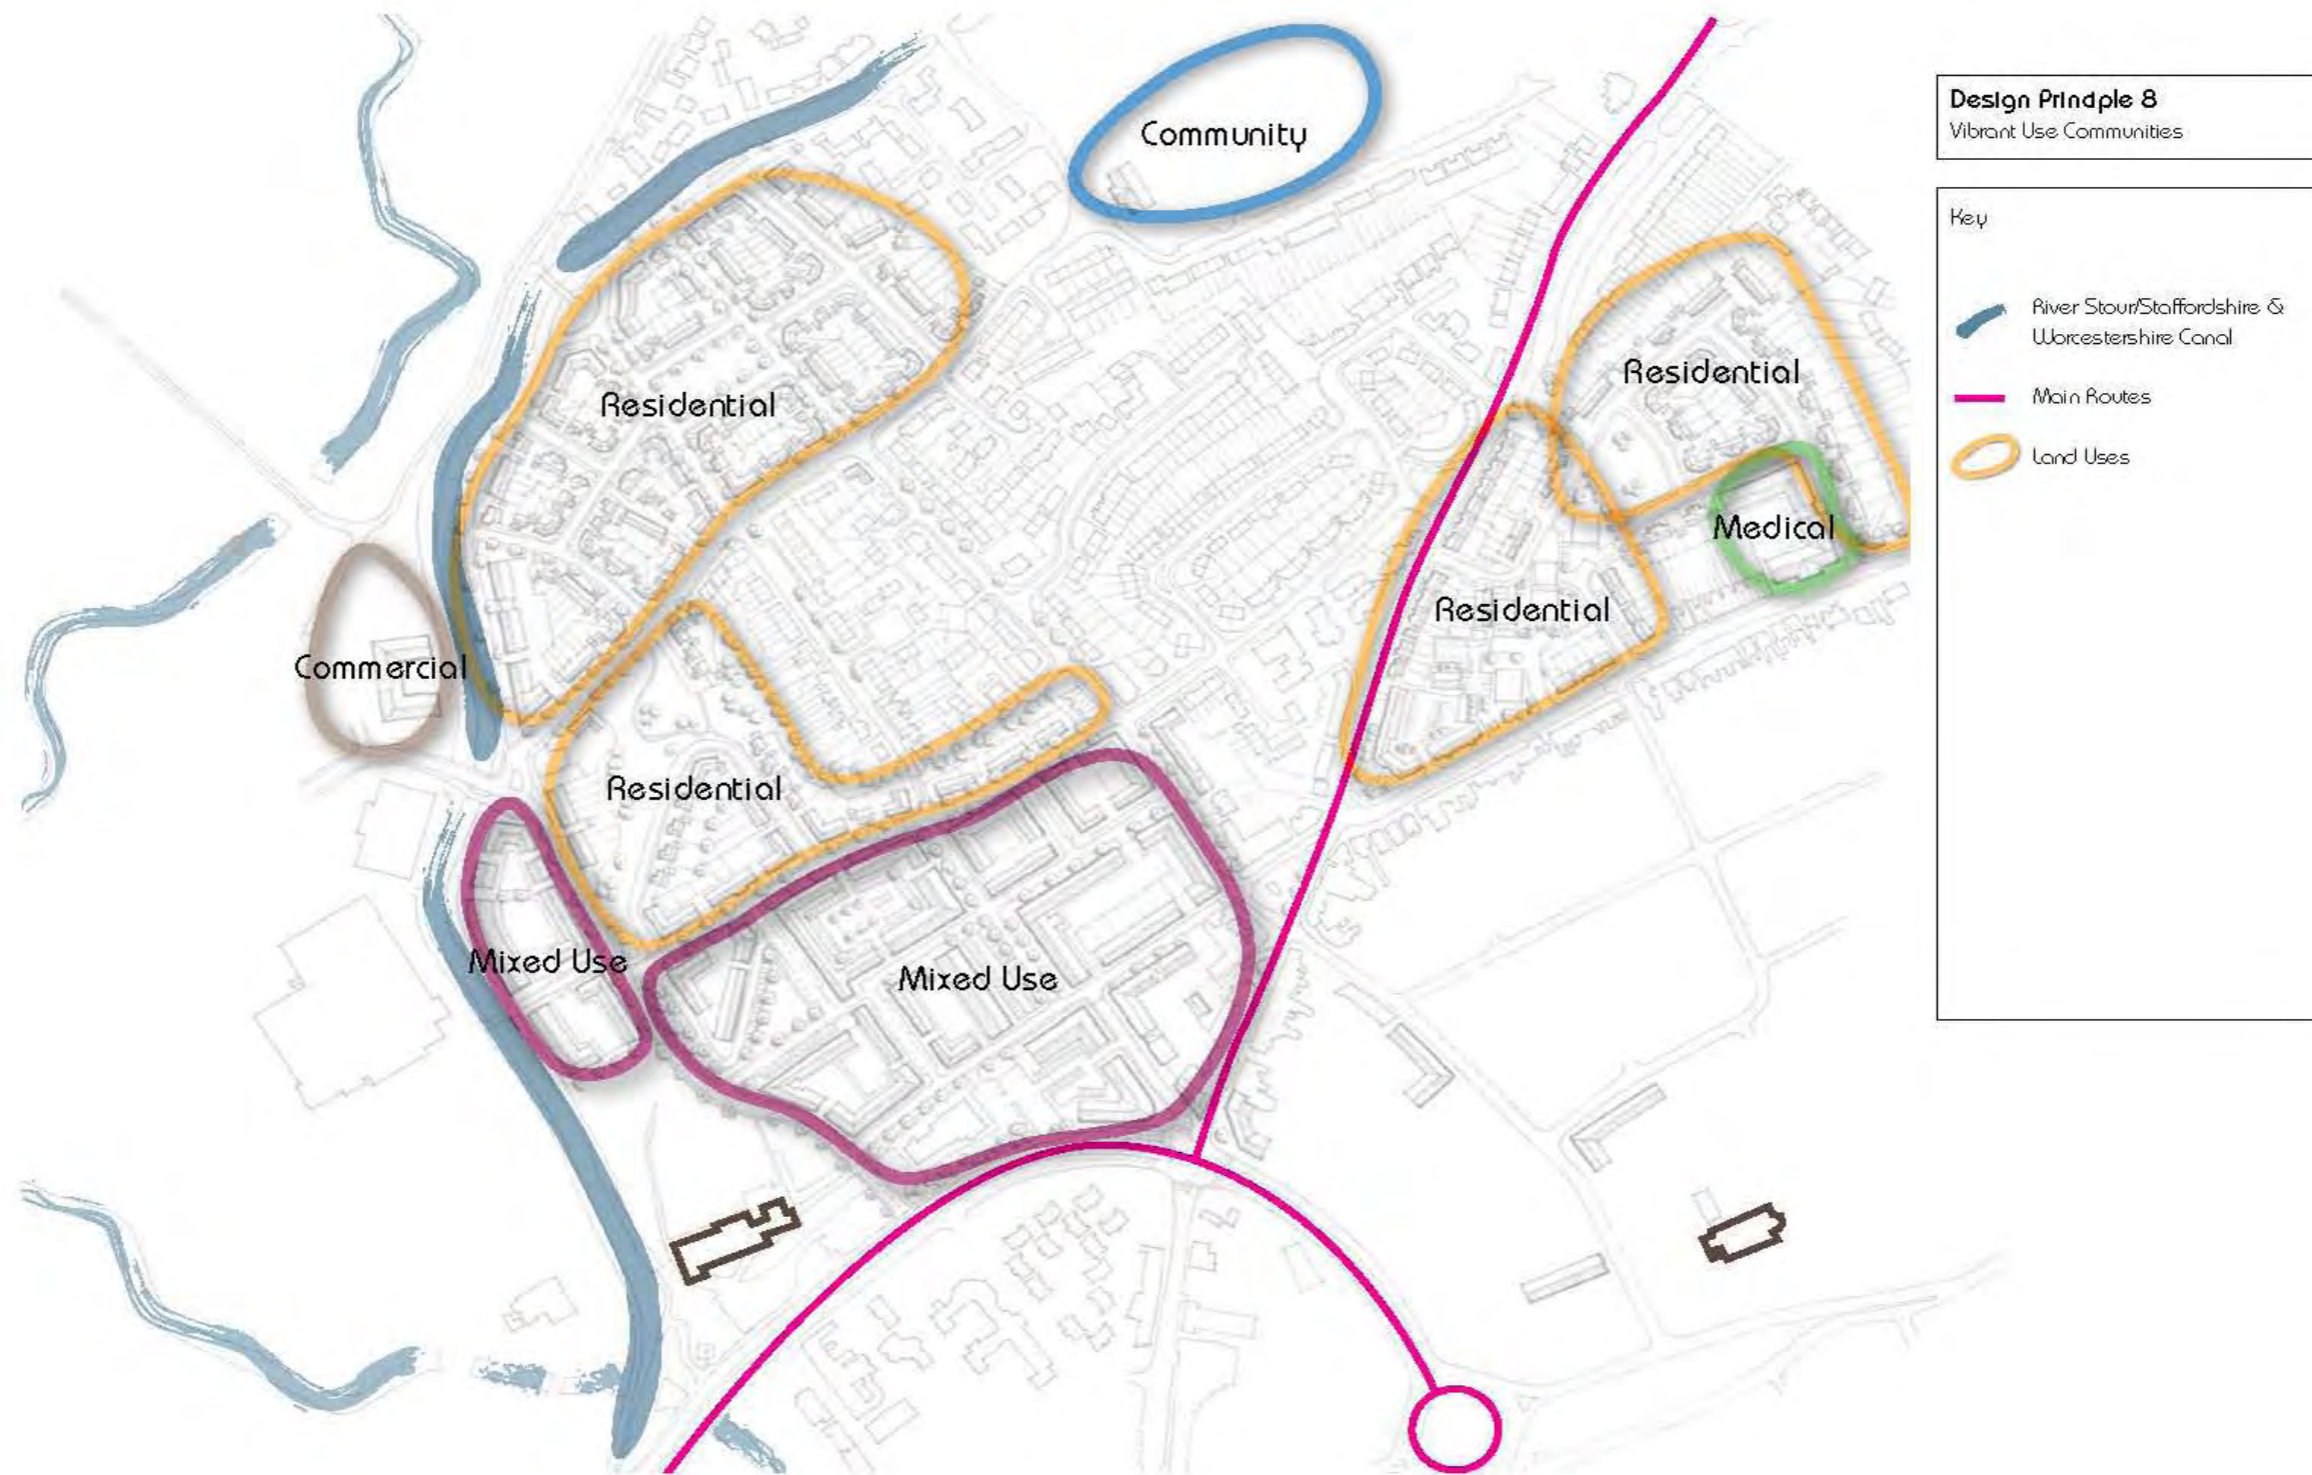 Community
Design Principle 8
Vibrant Use Communities
Key
River Stour/Staffordshire &
Worcestershire Canal
Main Routes
Land Uses
Residential
Residential
Medical
Residential
Commercial
Residential
Mixed Use
Mixed Use